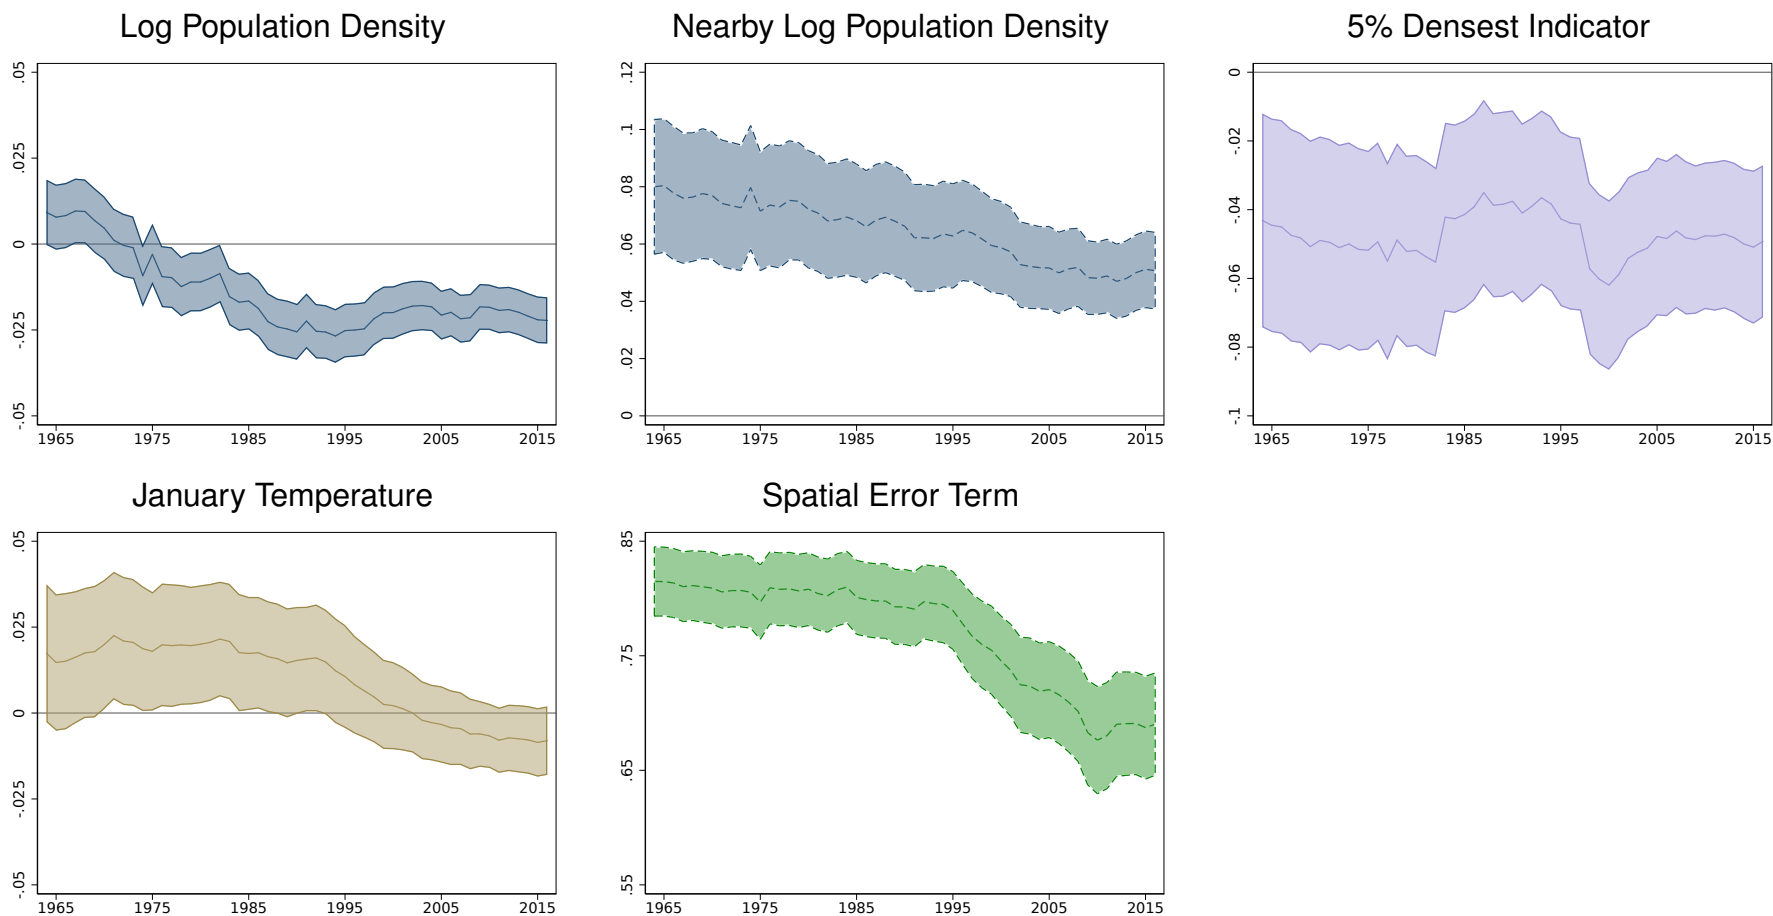 Log Population Density
Nearby Log Population Density
5% Densest Indicator
.05
.025
0
-.025
-.05
1965 1975 1985 1995 2005 2015
.12
.1
.08
.06
.04
.02
0
1965 1975 1985 1995 2005 2015
0
-.02
-.04
-.06
-.08
-.1
1965 1975 1985 1995 2005 2015
January Temperature
Spatial Error Term
.05
.025
0
-.025
-.05
1965 1975 1985 1995 2005 2015
.85
.75
.65
.55
1965 1975 1985 1995 2005 2015